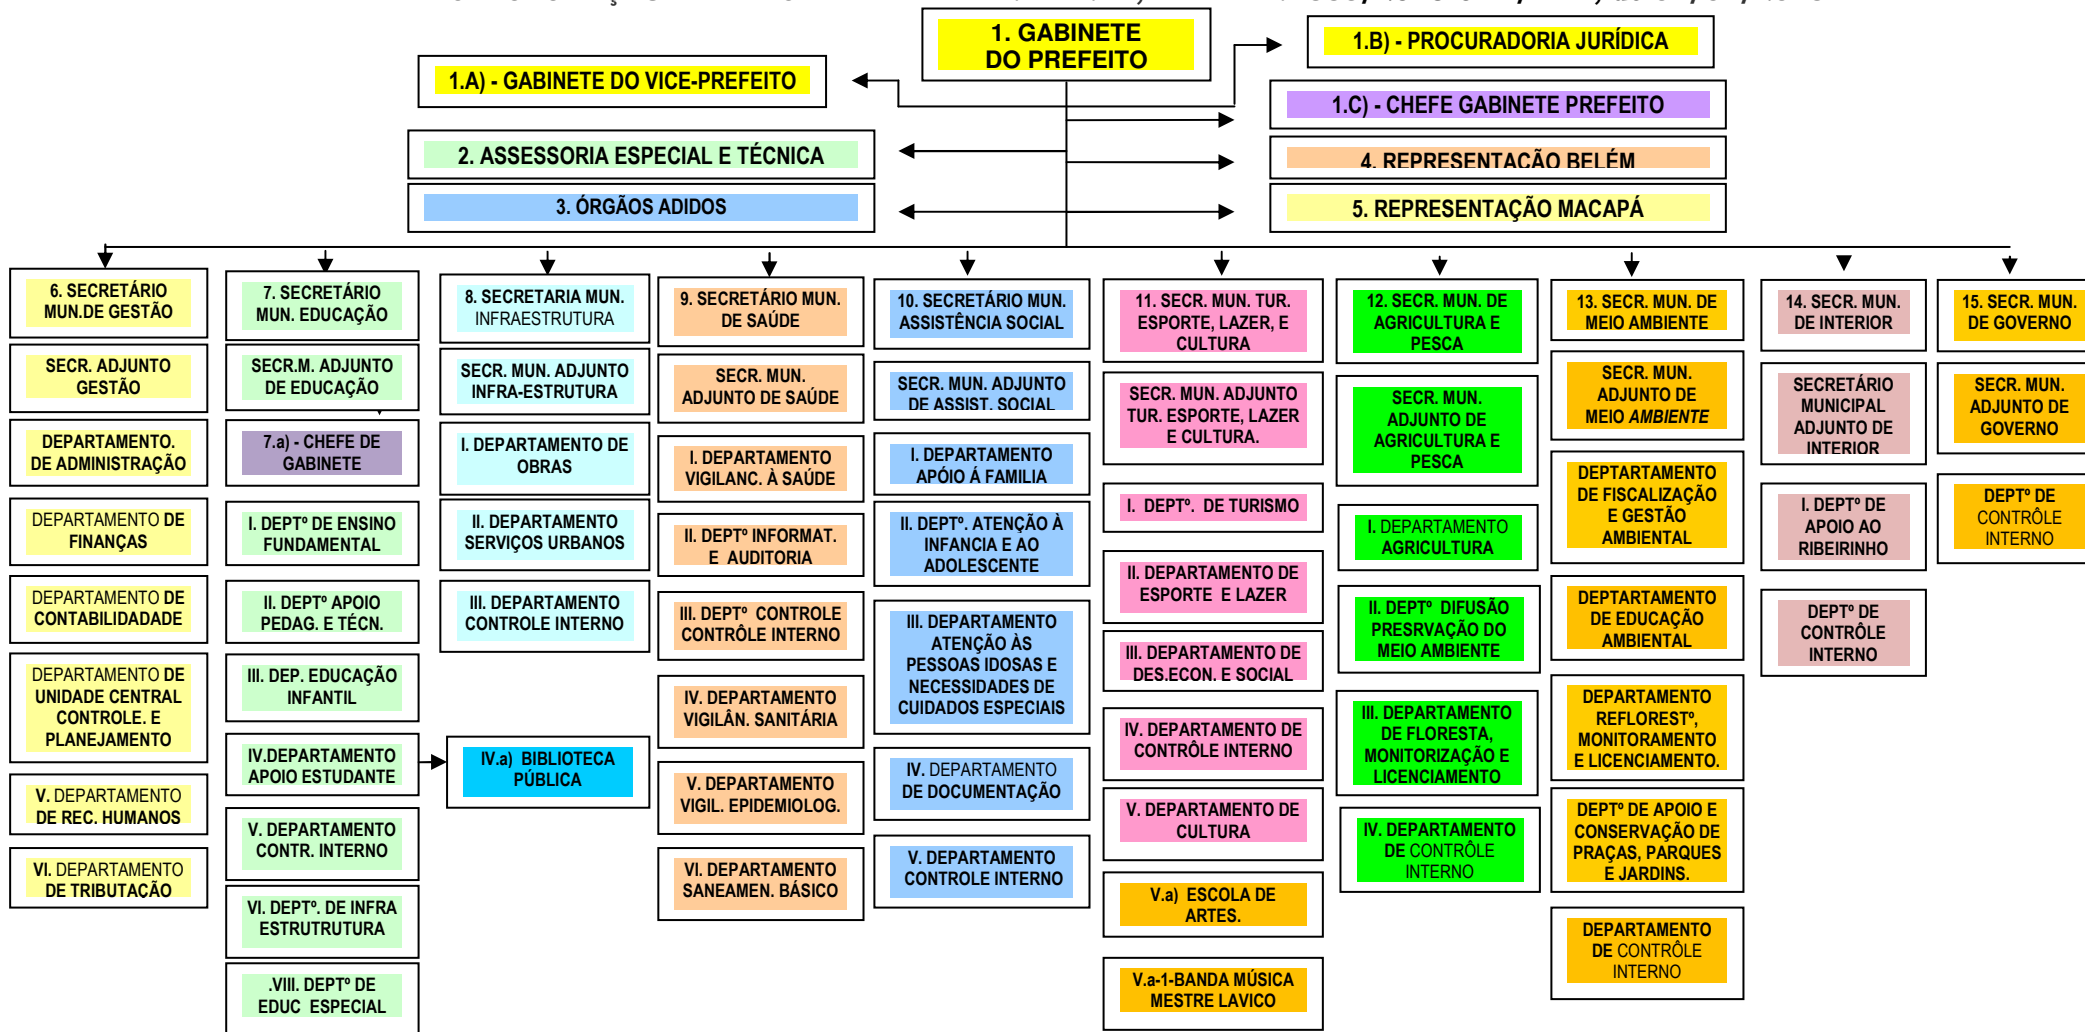 1. GABINETE
DO PREFEITO
1.B) - PROCURADORIA JURÍDICA
1.A) - GABINETE DO VICE-PREFEITO
1.C) - CHEFE GABINETE PREFEITO
2. ASSESSORIA ESPECIAL E TÉCNICA
4. REPRESENTAÇÃO BELÉM
3. ÓRGÃOS ADIDOS
5. REPRESENTAÇÃO MACAPÁ
6. SECRETÁRIO
MUN.DE GESTÃO
SECR. ADJUNTO
GESTÃO
DEPARTAMENTO.
DE ADMINISTRAÇÃO
DEPARTAMENTO DE
FINANÇAS
DEPARTAMENTO DE
CONTABILIDADADE
DEPARTAMENTO DE
UNIDADE CENTRAL
CONTROLE. E
PLANEJAMENTO
V. DEPARTAMENTO
DE REC. HUMANOS
VI. DEPARTAMENTO
DE TRIBUTAÇÃO
7. SECRETÁRIO
MUN. EDUCAÇÃO
SECR.M. ADJUNTO
DE EDUCAÇÃO
7.a) - CHEFE DE
GABINETE
I. DEPTº DE ENSINO
FUNDAMENTAL
II. DEPTº APOIO
PEDAG. E TÉCN.
III. DEP. EDUCAÇÃO
INFANTIL
IV.DEPARTAMENTO
APOIO ESTUDANTE
V. DEPARTAMENTO
CONTR. INTERNO
VI. DEPTº. DE INFRA
ESTRUTRUTURA
.VIII. DEPTº DE
EDUC ESPECIAL
8. SECRETARIA MUN.
INFRAESTRUTURA
SECR. MUN. ADJUNTO
INFRA-ESTRUTURA
I. DEPARTAMENTO DE
OBRAS
II. DEPARTAMENTO
SERVIÇOS URBANOS
III. DEPARTAMENTO
CONTROLE INTERNO
IV.a) BIBLIOTECA
PÚBLICA
9. SECRETÁRIO MUN.
DE SAÚDE
SECR. MUN.
ADJUNTO DE SAÚDE
I. DEPARTAMENTO
VIGILANC. À SAÚDE
II. DEPTº INFORMAT.
E AUDITORIA
III. DEPTº CONTROLE
CONTRÔLE INTERNO
IV. DEPARTAMENTO
VIGILÂN. SANITÁRIA
V. DEPARTAMENTO
VIGIL. EPIDEMIOLOG.
VI. DEPARTAMENTO
SANEAMEN. BÁSICO
10. SECRETÁRIO MUN.
ASSISTÊNCIA SOCIAL
SECR. MUN. ADJUNTO
DE ASSIST. SOCIAL
I. DEPARTAMENTO
APÓIO Á FAMILIA
II. DEPTº. ATENÇÃO À
INFANCIA E AO
ADOLESCENTE
III. DEPARTAMENTO
ATENÇÃO ÀS
PESSOAS IDOSAS E
NECESSIDADES DE
CUIDADOS ESPECIAIS
IV. DEPARTAMENTO
DE DOCUMENTAÇÃO
V. DEPARTAMENTO
CONTROLE INTERNO
11. SECR. MUN. TUR.
ESPORTE, LAZER, E
CULTURA
SECR. MUN. ADJUNTO
TUR. ESPORTE, LAZER
E CULTURA.
I. DEPTº. DE TURISMO
II. DEPARTAMENTO DE
ESPORTE E LAZER
III. DEPARTAMENTO DE
DES.ECON. E SOCIAL
IV. DEPARTAMENTO DE
CONTRÔLE INTERNO
V. DEPARTAMENTO DE
CULTURA
V.a) ESCOLA DE
ARTES.
V.a-1-BANDA MÚSICA
MESTRE LAVICO
12. SECR. MUN. DE
AGRICULTURA E
PESCA
SECR. MUN.
ADJUNTO DE
AGRICULTURA E
PESCA
I. DEPARTAMENTO
AGRICULTURA
II. DEPTº DIFUSÃO
PRESRVAÇÃO DO
MEIO AMBIENTE
III. DEPARTAMENTO
DE FLORESTA,
MONITORIZAÇÃO E
LICENCIAMENTO
IV. DEPARTAMENTO
DE CONTRÔLE
INTERNO
13. SECR. MUN. DE
MEIO AMBIENTE
SECR. MUN.
ADJUNTO DE
MEIO AMBIENTE
DEPTARTAMENTO
DE FISCALIZAÇÃO
E GESTÃO
AMBIENTAL
DEPTARTAMENTO
DE EDUCAÇÃO
AMBIENTAL
DEPARTAMENTO
REFLORESTº,
MONITORAMENTO
E LICENCIAMENTO.
DEPTº DE APOIO E
CONSERVAÇÃO DE
PRAÇAS, PARQUES
E JARDINS.
DEPARTAMENTO
DE CONTRÔLE
INTERNO
14. SECR. MUN.
DE INTERIOR
SECRETÁRIO
MUNICIPAL
ADJUNTO DE
INTERIOR
I. DEPTº DE
APOIO AO
RIBEIRINHO
DEPTº DE
CONTRÔLE
INTERNO
15. SECR. MUN.
DE GOVERNO
SECR. MUN.
ADJUNTO DE
GOVERNO
DEPTº DE
CONTRÔLE
INTERNO